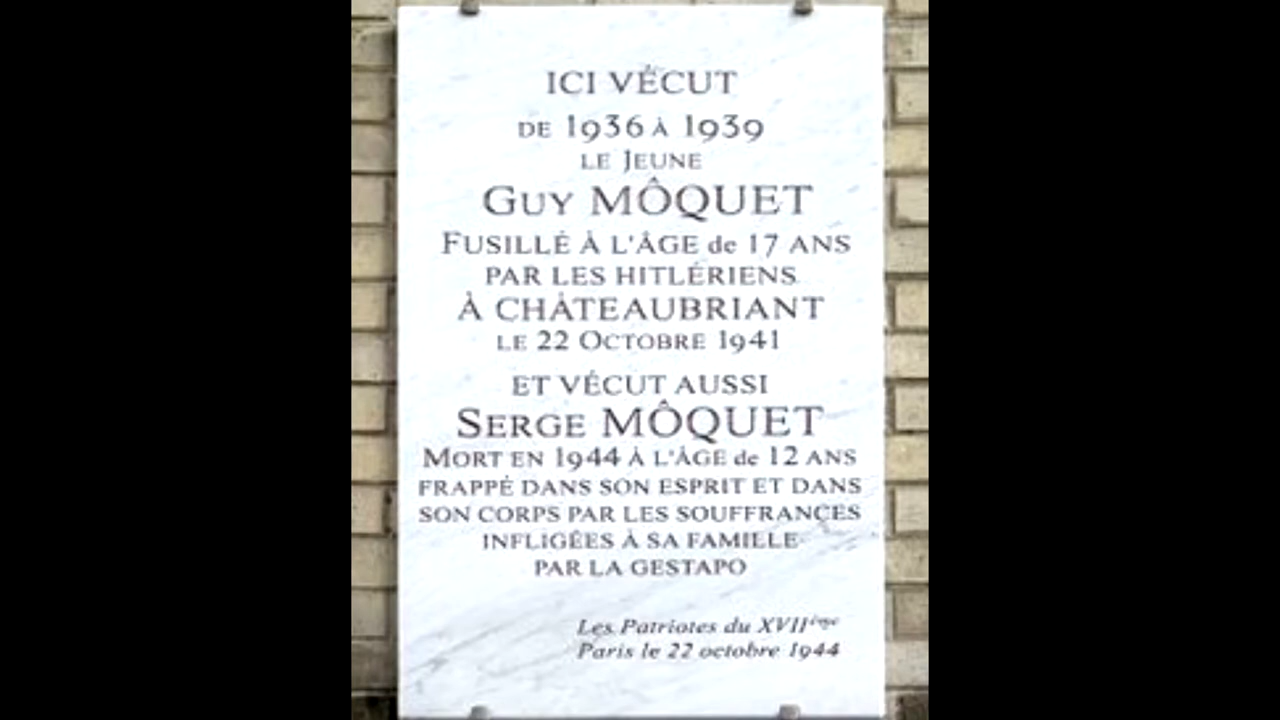 ICI VÉCUT
DE 1936 À 1939
LE JEUNE
GUY MÔQUET
FUSILLÉ À L'ÂGE de 17 ANS
PAR LES HITLÉRIENS
À CHÂTEAUBRIANT
LE 22 OCTOBRE 1941
ET VÉCUT AUSSI
SERGE MÔQUET
MORT EN 1944 À L'ÂGE de 12 ANS
FRAPPÉ DANS SON ESPRIT ET DANS
SON CORPS PAR LES SOUFFRANCES
INFLIGÉES À SA FAMILLE
PAR LA GESTAPO
Les Patriotes du XVIIème
Paris le 22 octobre 1944